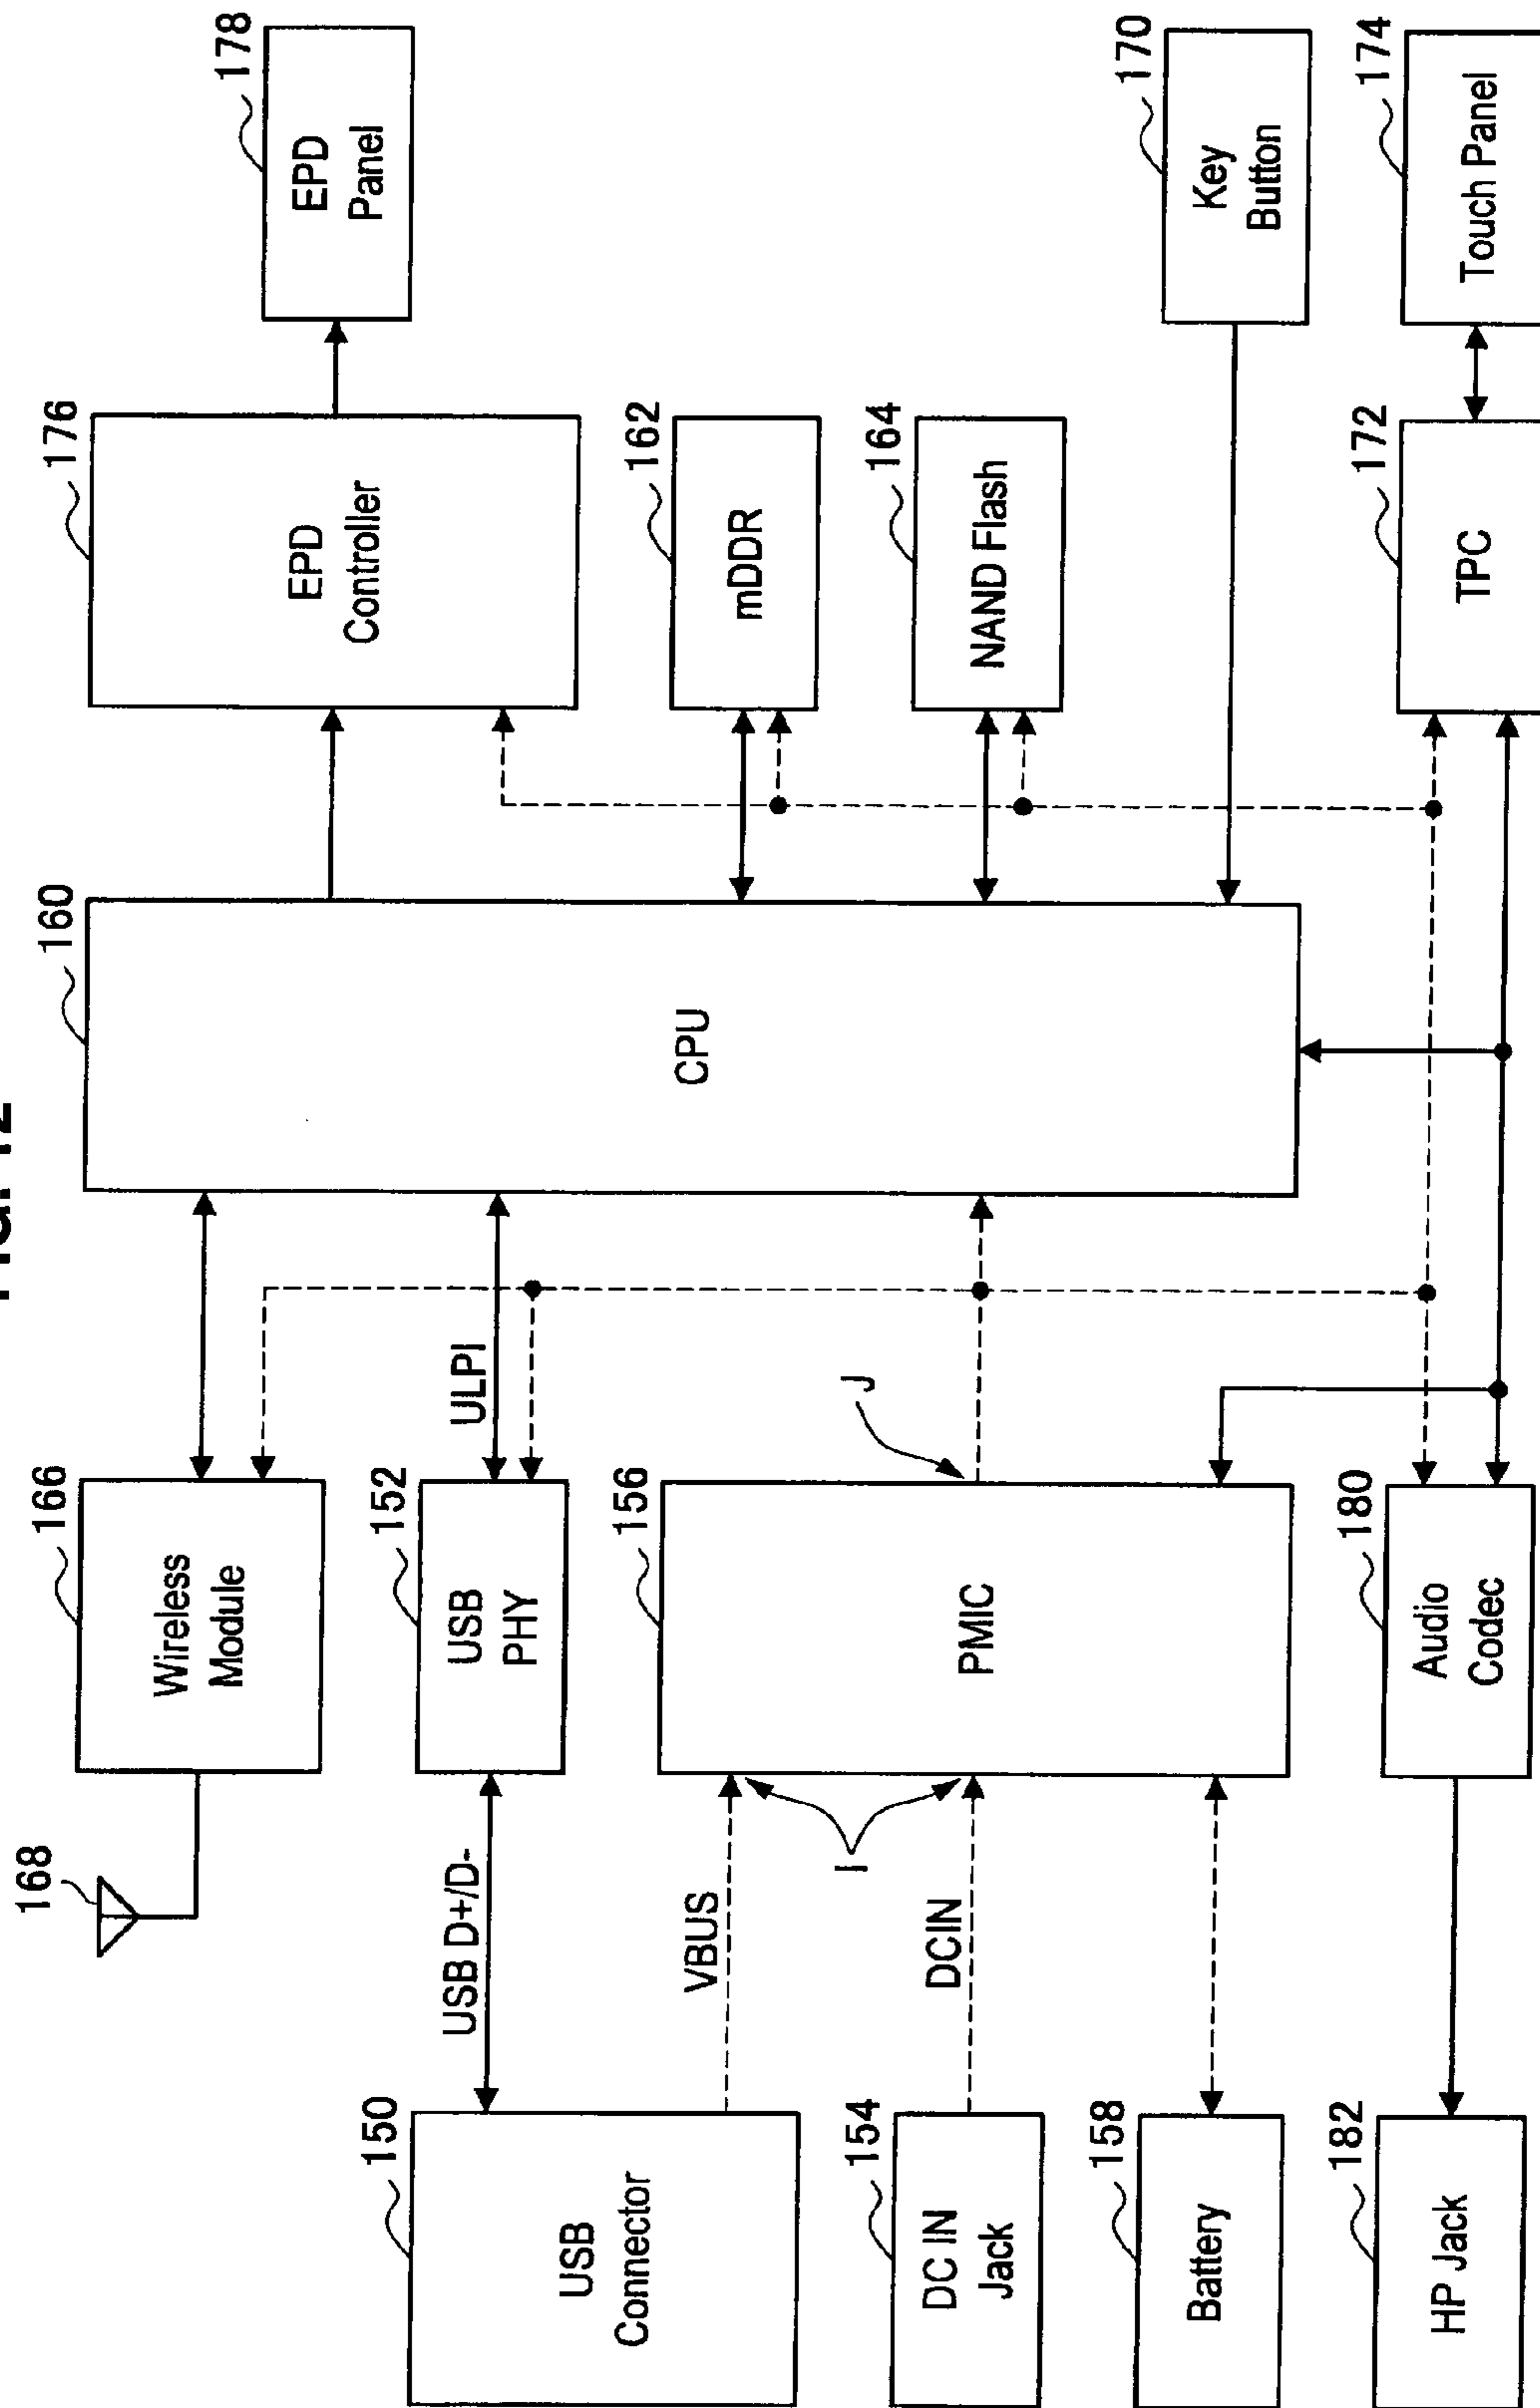 168
166
Wireless
Module
160
CPU
176
EPD
Controller
178
EPD
Panel
150
USB
Connector
USB D+/D-
152
USB
PHY
ULPI
VBUS
156
PMIC
I
J
162
mDDR
154
DC IN
Jack
DCIN
164
NAND Flash
158
Battery
170
Key
Button
182
HP Jack
180
Audio
Codec
172
TPC
174
Touch Panel